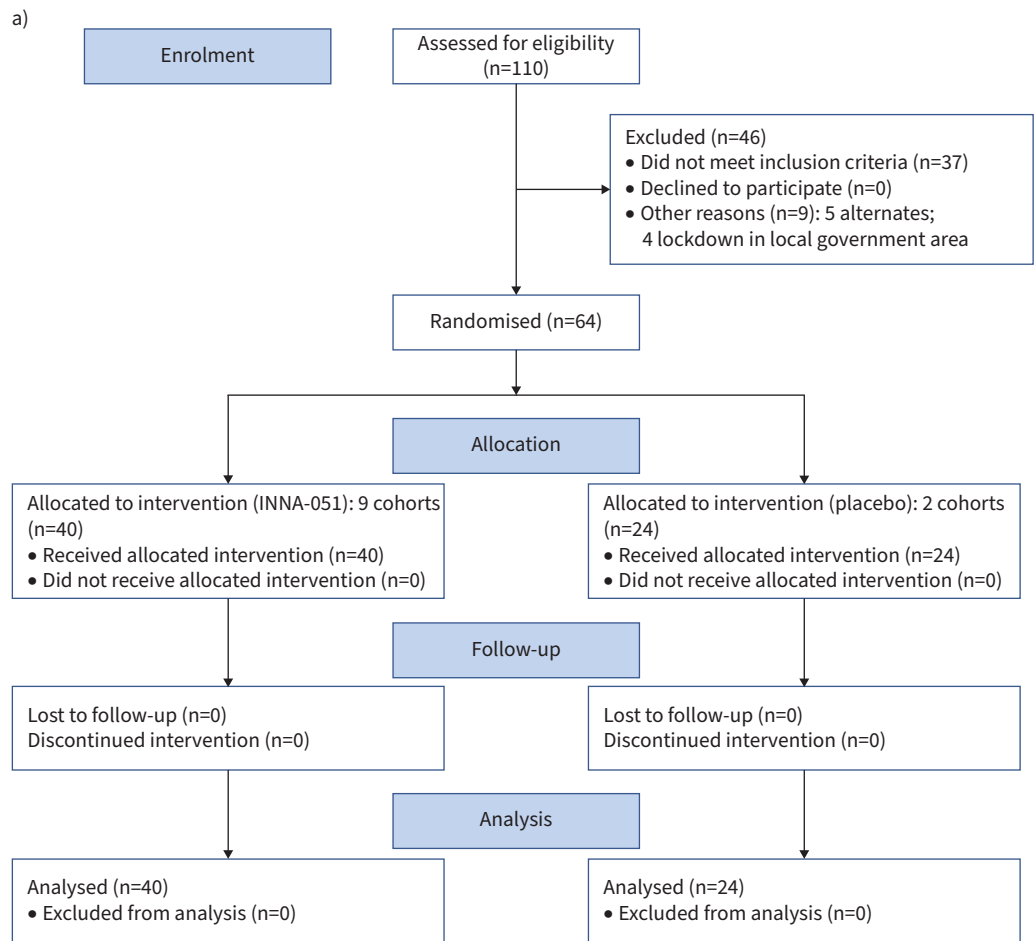 a)
Enrolment
Assessed for eligibility
(n=110)
Excluded (n=46)
• Did not meet inclusion criteria (n=37)
• Declined to participate (n=0)
• Other reasons (n=9): 5 alternates;
4 lockdown in local government area
Randomised (n=64)
Allocation
Allocated to intervention (INNA-051): 9 cohorts
(n=40)
• Received allocated intervention (n=40)
• Did not receive allocated intervention (n=0)
Allocated to intervention (placebo): 2 cohorts
(n=24)
• Received allocated intervention (n=24)
• Did not receive allocated intervention (n=0)
Follow-up
Lost to follow-up (n=0)
Discontinued intervention (n=0)
Lost to follow-up (n=0)
Discontinued intervention (n=0)
Analysis
Analysed (n=40)
• Excluded from analysis (n=0)
Analysed (n=24)
• Excluded from analysis (n=0)